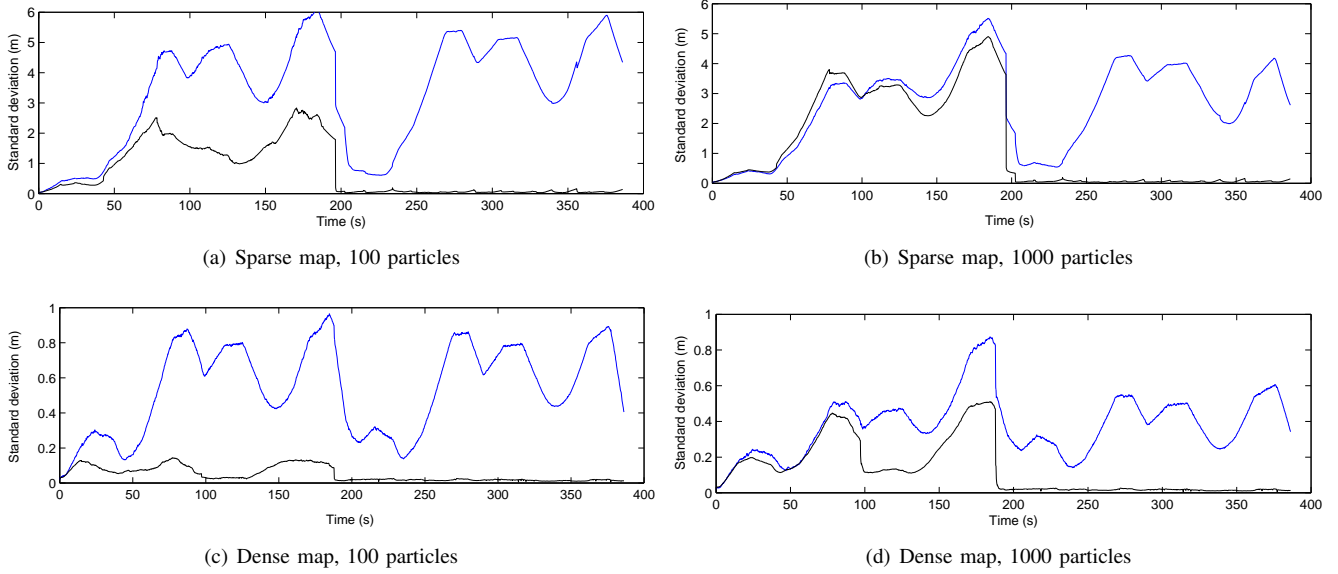 6
5
4
3
2
1
0
Standard deviation (m)
0 50 100 150 200 250 300 350 400
Time (s)
(a) Sparse map, 100 particles
6
5
4
3
2
1
0
Standard deviation (m)
0 50 100 150 200 250 300 350 400
Time (s)
(b) Sparse map, 1000 particles
1
0.8
0.6
0.4
0.2
0
Standard deviation (m)
0 50 100 150 200 250 300 350 400
Time (s)
(c) Dense map, 100 particles
1
0.8
0.6
0.4
0.2
0
Standard deviation (m)
0 50 100 150 200 250 300 350 400
Time (s)
(d) Dense map, 1000 particles